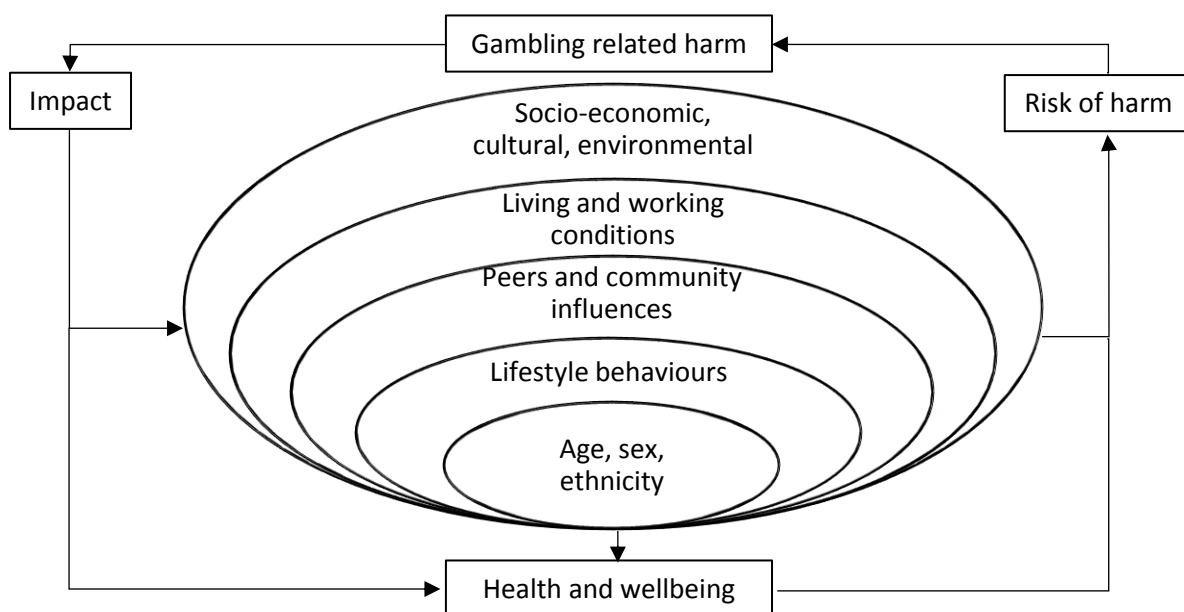 Gambling related harm
Impact
Risk of harm
Socio-economic,
cultural, environmental
Living and working
conditions
Peers and community
influences
Lifestyle behaviours
Age, sex,
ethnicity
Health and wellbeing